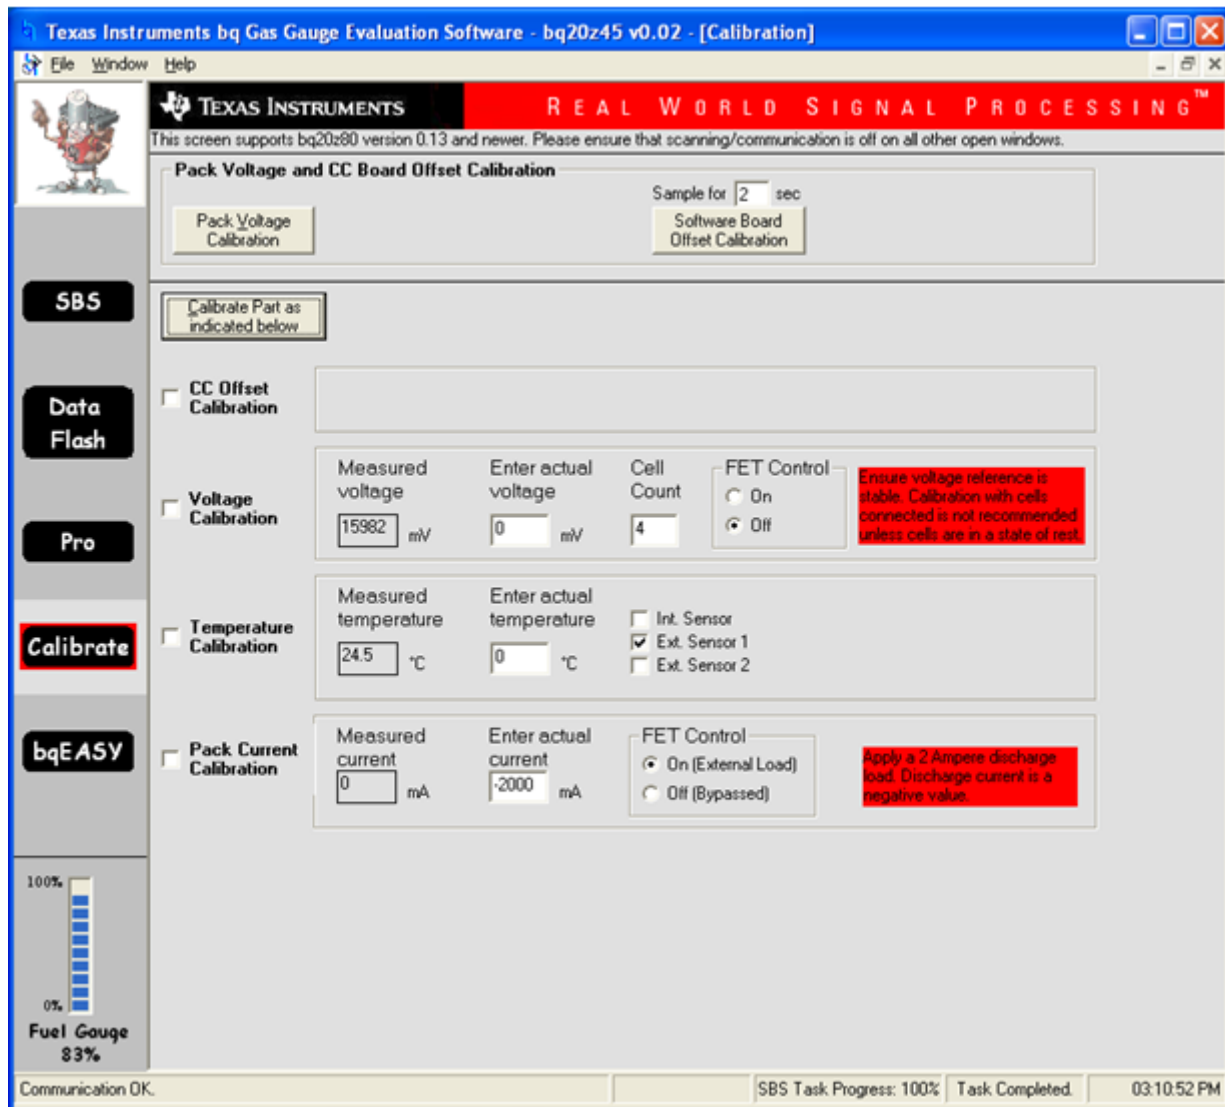 Texas Instruments bq Gas Gauge Evaluation Software - bq20z45 v0.02 - [Calibration]
File Window Help
TEXAS INSTRUMENTS REAL WORLD SIGNAL PROCESSING™
This screen supports bq20z80 version 0.13 and newer. Please ensure that scanning/communication is off on all other open windows.
Pack Voltage and CC Board Offset Calibration
Sample for 2 sec
Pack Voltage
Calibration
Software Board
Offset Calibration
SBS
Calibrate Part as
indicated below
Data
Flash
CC Offset
Calibration
Voltage
Calibration
Measured
voltage
15982 mV
Enter actual
voltage
0 mV
Cell
Count
4
FET Control
On
Off
Ensure voltage reference is
stable. Calibration with cells
connected is not recommended
unless cells are in a state of rest.
Pro
Temperature
Calibration
Measured
temperature
24.5 °C
Enter actual
temperature
0 °C
Int. Sensor
Ext. Sensor 1
Ext. Sensor 2
Calibrate
Pack Current
Calibration
Measured
current
0 mA
Enter actual
current
-2000 mA
FET Control
On (External Load)
Off (Bypassed)
Apply a 2 Ampere discharge
load. Discharge current is a
negative value.
bqEASY
100%
0%
Fuel Gauge
83%
Communication OK.
SBS Task Progress: 100%
Task Completed.
03:10:52 PM